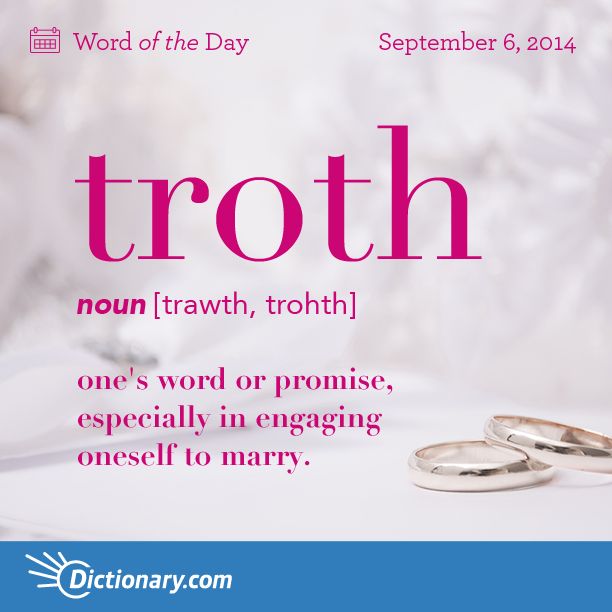 Word of the Day
September 6, 2014
troth
noun [trawth, trohth]
one's word or promise,
especially in engaging
oneself to marry.
Dictionary.com